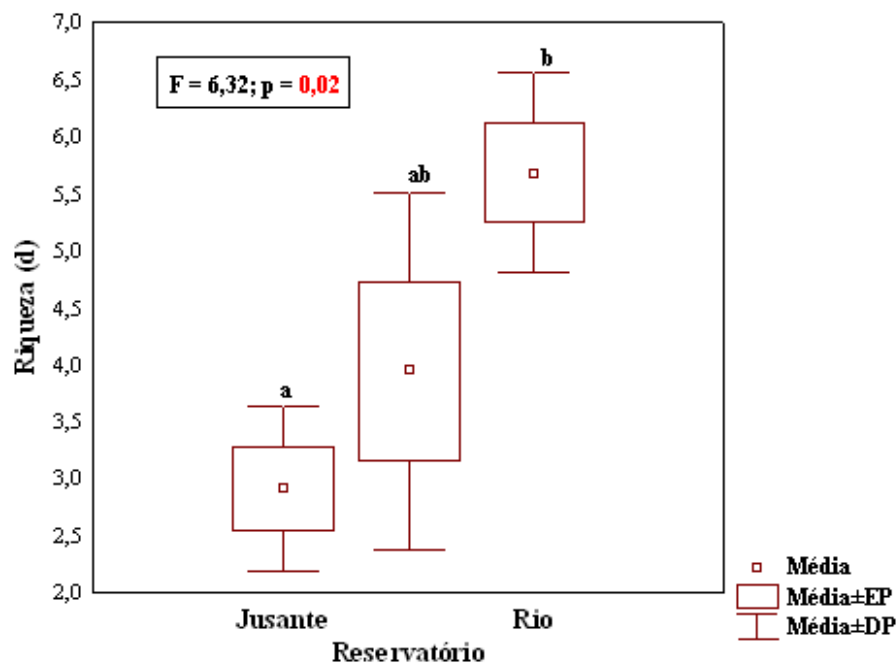 7,0
6,5
6,0
5,5
5,0
4,5
4,0
3,5
3,0
2,5
2,0
Riqueza (d)
F = 6,32; p = 0,02
a
ab
b
Jusante
Rio
Reservatório
Média
Média±EP
Média±DP